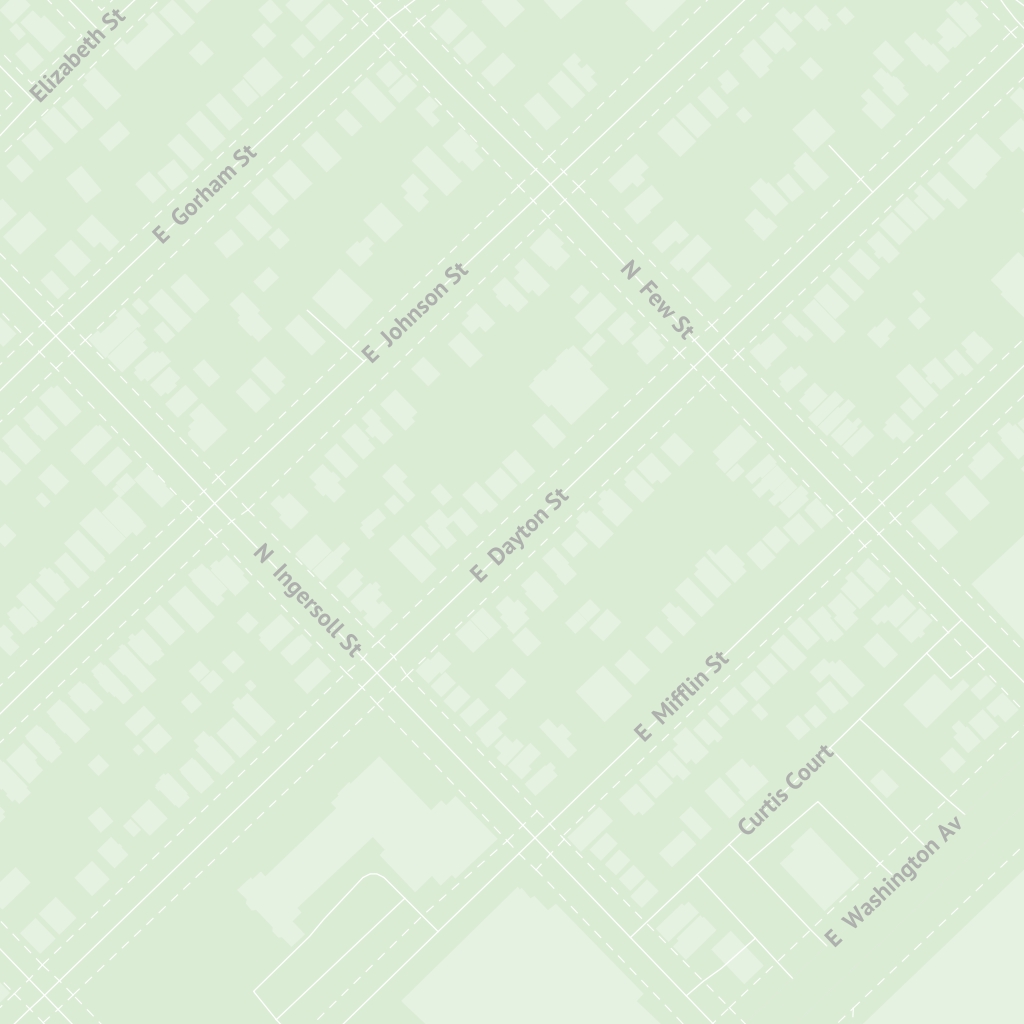 Elizabeth St
E Gorham St
E Johnson St
N Few St
E Dayton St
N Ingersoll St
E Mifflin St
Curtis Court
E Washington Av